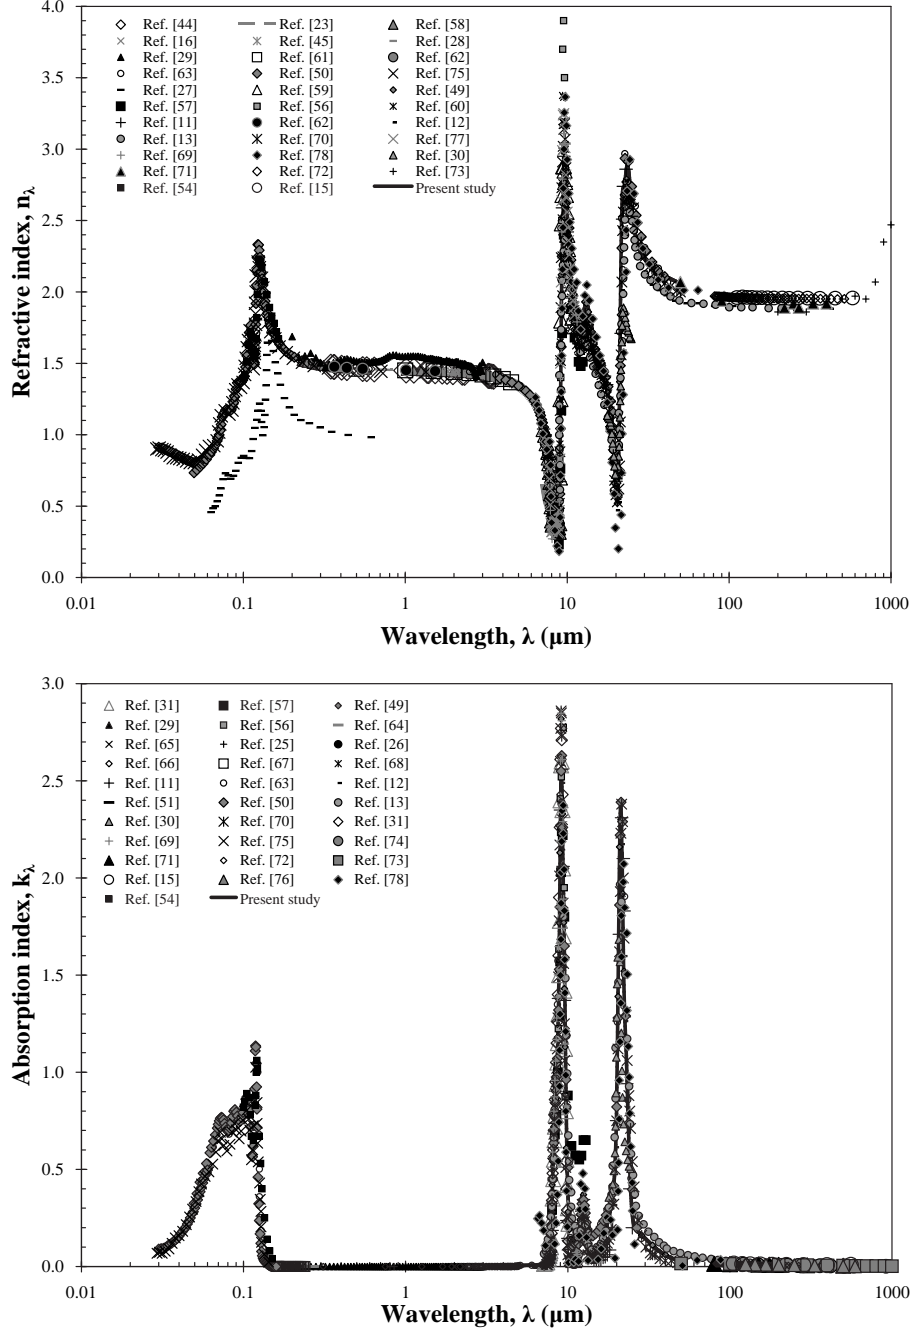 4.0
Ref. [44] Ref. [23] Ref. [58]
Ref. [16] Ref. [45] Ref. [28]
Ref. [29] Ref. [61] Ref. [62]
Ref. [63] Ref. [50] Ref. [75]
Ref. [27] Ref. [59] Ref. [49]
Ref. [57] Ref. [56] Ref. [60]
Ref. [11] Ref. [62] Ref. [12]
Ref. [13] Ref. [70] Ref. [77]
Ref. [69] Ref. [78] Ref. [30]
Ref. [71] Ref. [72] Ref. [73]
Ref. [54] Ref. [15] Present study
3.5
3.0
2.5
2.0
1.5
1.0
0.5
0.0
Refractive index, nλ
0.01 0.1 1 10 100 1000
Wavelength, λ (μm)
3.0
Ref. [31] Ref. [57] Ref. [49]
Ref. [29] Ref. [56] Ref. [64]
Ref. [65] Ref. [25] Ref. [26]
Ref. [66] Ref. [67] Ref. [68]
Ref. [11] Ref. [63] Ref. [12]
Ref. [51] Ref. [50] Ref. [13]
Ref. [30] Ref. [70] Ref. [31]
Ref. [69] Ref. [75] Ref. [74]
Ref. [71] Ref. [72] Ref. [73]
Ref. [15] Ref. [76] Ref. [78]
Ref. [54] Present study
2.5
2.0
1.5
1.0
0.5
0.0
Absorption index, kλ
0.01 0.1 1 10 100 1000
Wavelength, λ (μm)